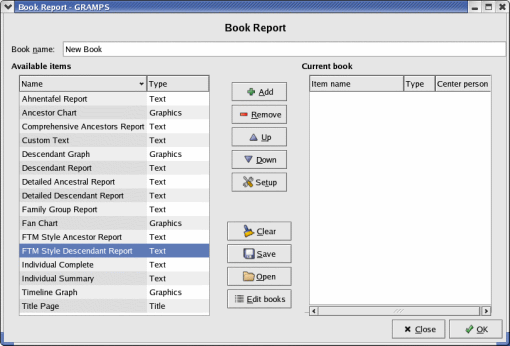 Book Report - GRAMPS
Book Report
Book name: New Book
Available items
Current book
Name Type
Ahnentafel Report Text
Ancestor Chart Graphics
Comprehensive Ancestors Report Text
Custom Text Text
Descendant Graph Graphics
Descendant Report Text
Detailed Ancestral Report Text
Detailed Descendant Report Text
Family Group Report Text
Fan Chart Graphics
FTM Style Ancestor Report Text
FTM Style Descendant Report Text
Individual Complete Text
Individual Summary Text
Timeline Graph Graphics
Title Page Title
Add
Remove
Up
Down
Setup
Clear
Save
Open
Edit books
Item name Type Center person
Close OK